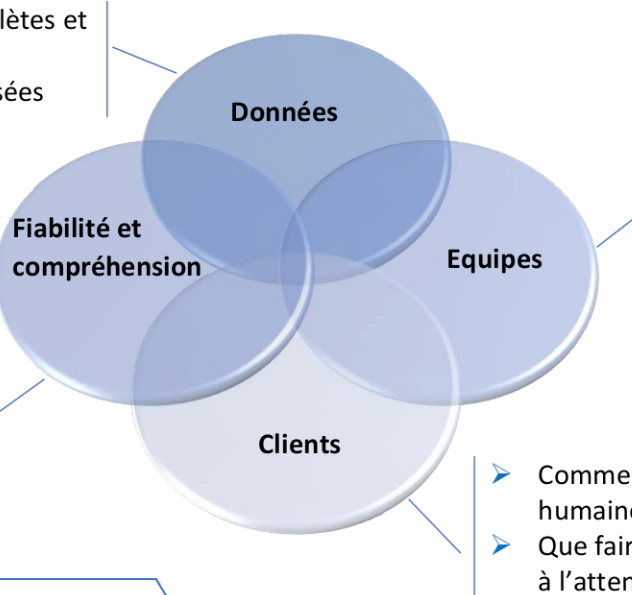 lètes et
sées
Données
Fiabilité et
compréhension
Equipes
Clients
Comme
humaine
Que fair
à l'atten